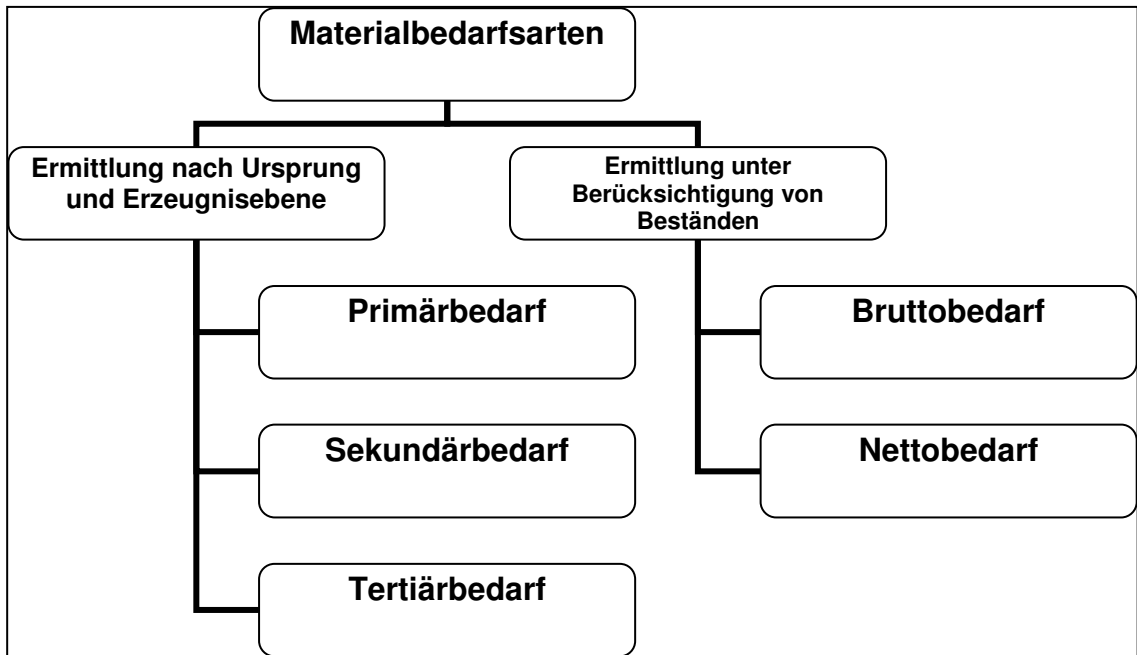 Materialbedarfsarten
Ermittlung nach Ursprung
und Erzeugnisebene
Ermittlung unter
Berücksichtigung von
Beständen
Primärbedarf
Bruttobedarf
Sekundärbedarf
Nettobedarf
Tertiärbedarf